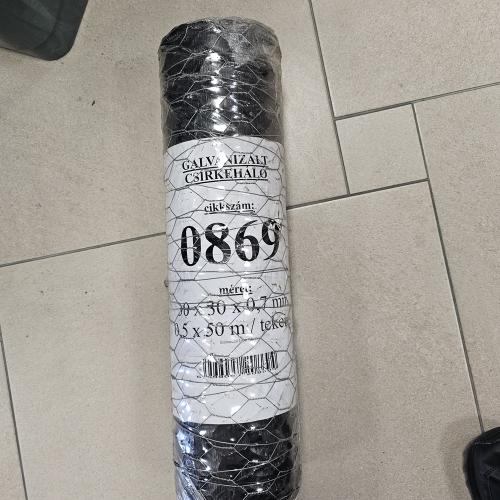 GALVANIZÁLT
CSIRKEHÁLÓ
cikkszám:
0869
méret:
30 x 30 x 0,7 mm
0,5 x 50 m / tekercs